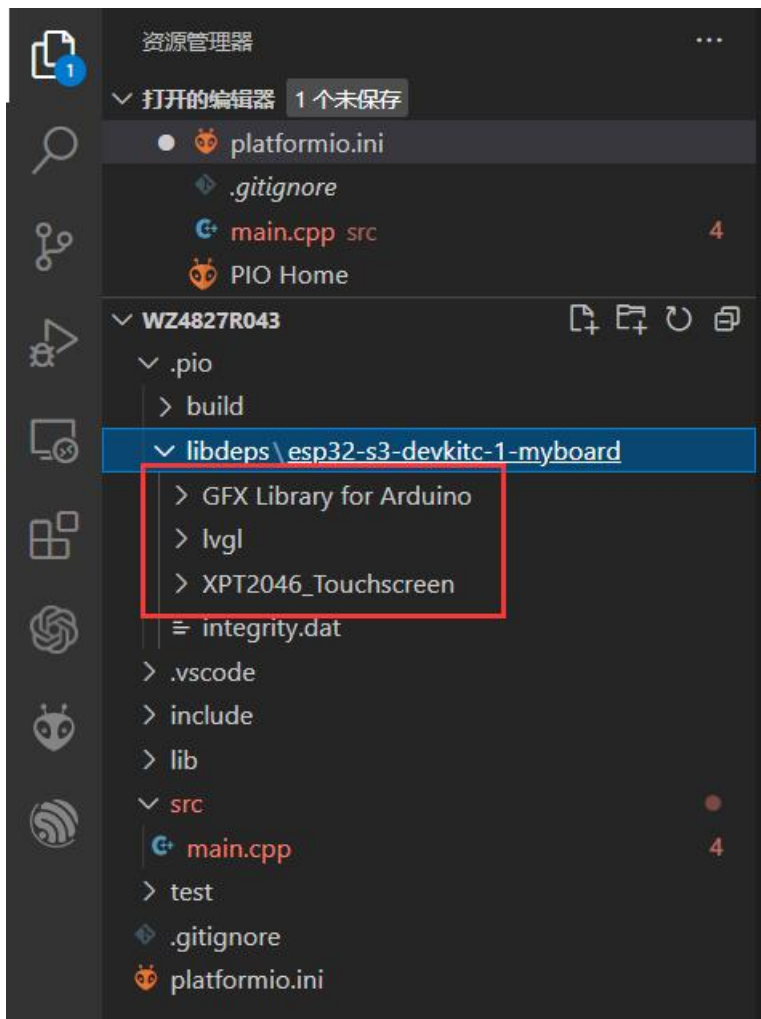 资源管理器 ...
打开的编辑器 1 个未保存
platformio.ini
.gitignore
main.cpp src 4
PIO Home
WZ4827R043
.pio
build
libdeps\esp32-s3-devkitc-1-myboard
GFX Library for Arduino
lvgl
XPT2046_Touchscreen
integrity.dat
.vscode
include
lib
src
main.cpp 4
test
.gitignore
platformio.ini
1